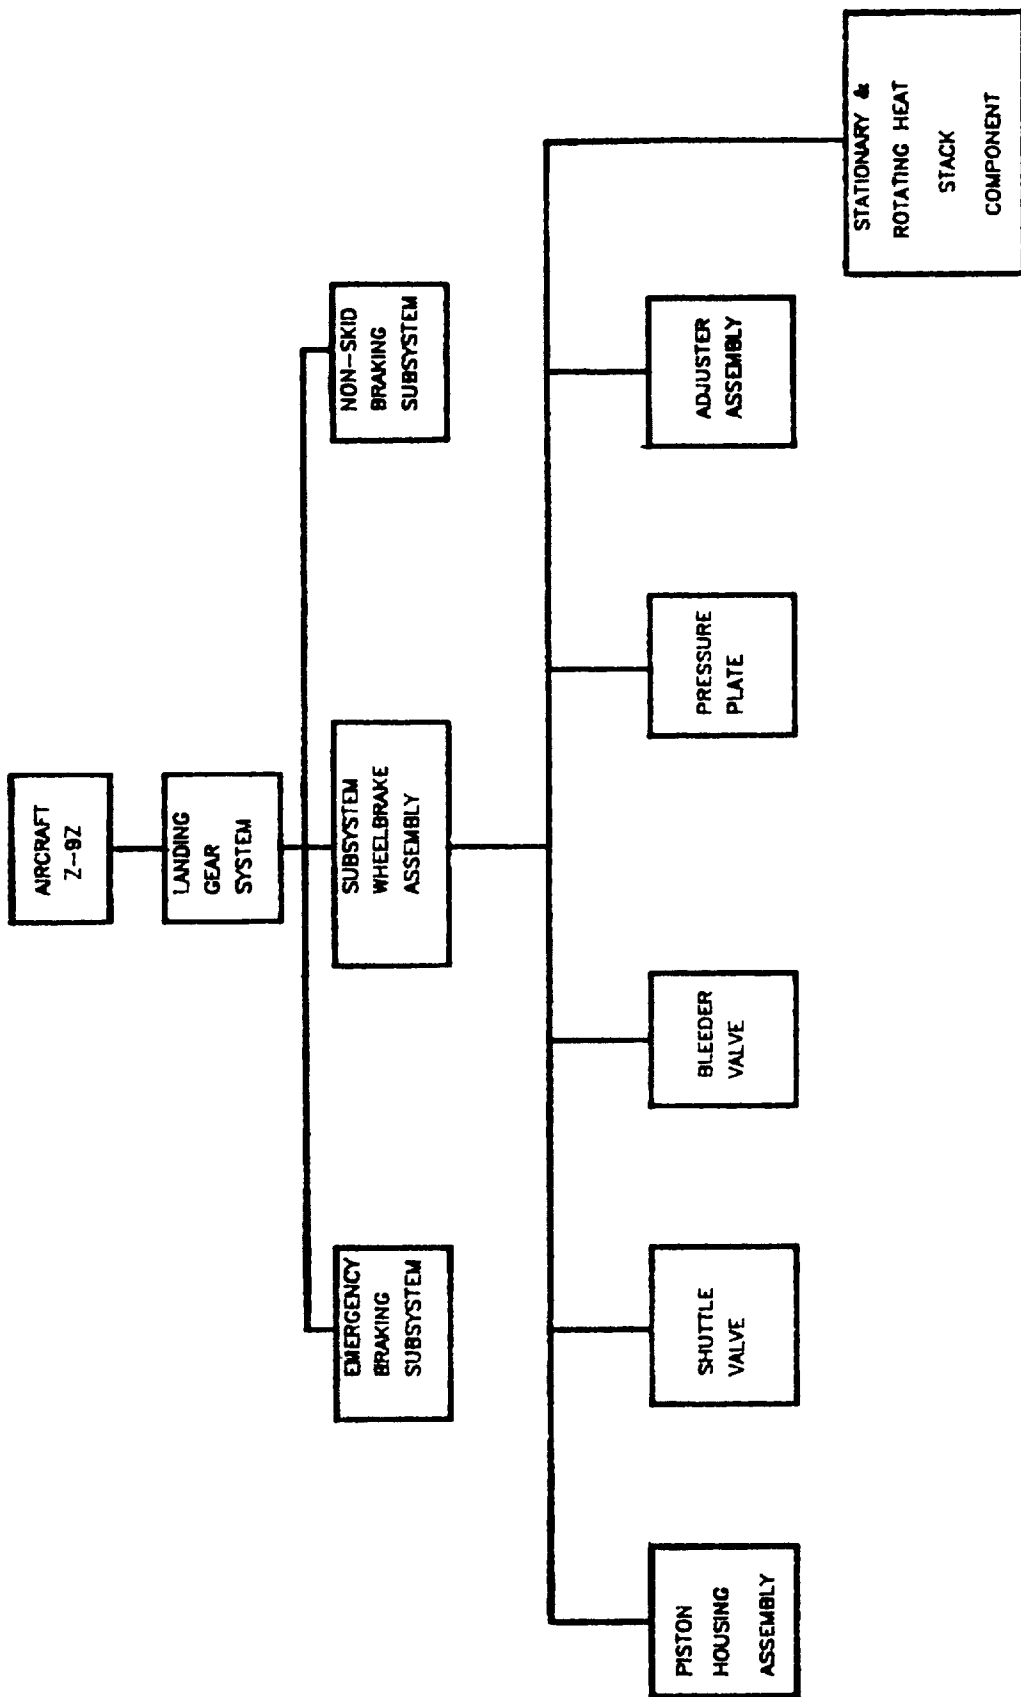 AIRCRAFT
Z-9Z
LANDING
GEAR
SYSTEM
EMERGENCY
BRAKING
SUBSYSTEM
SUBSYSTEM
WHEELBRAKE
ASSEMBLY
NON-SKID
BRAKING
SUBSYSTEM
PISTON
HOUSING
ASSEMBLY
SHUTTLE
VALVE
BLEEDER
VALVE
PRESSURE
PLATE
ADJUSTER
ASSEMBLY
STATIONARY &
ROTATING HEAT
STACK
COMPONENT